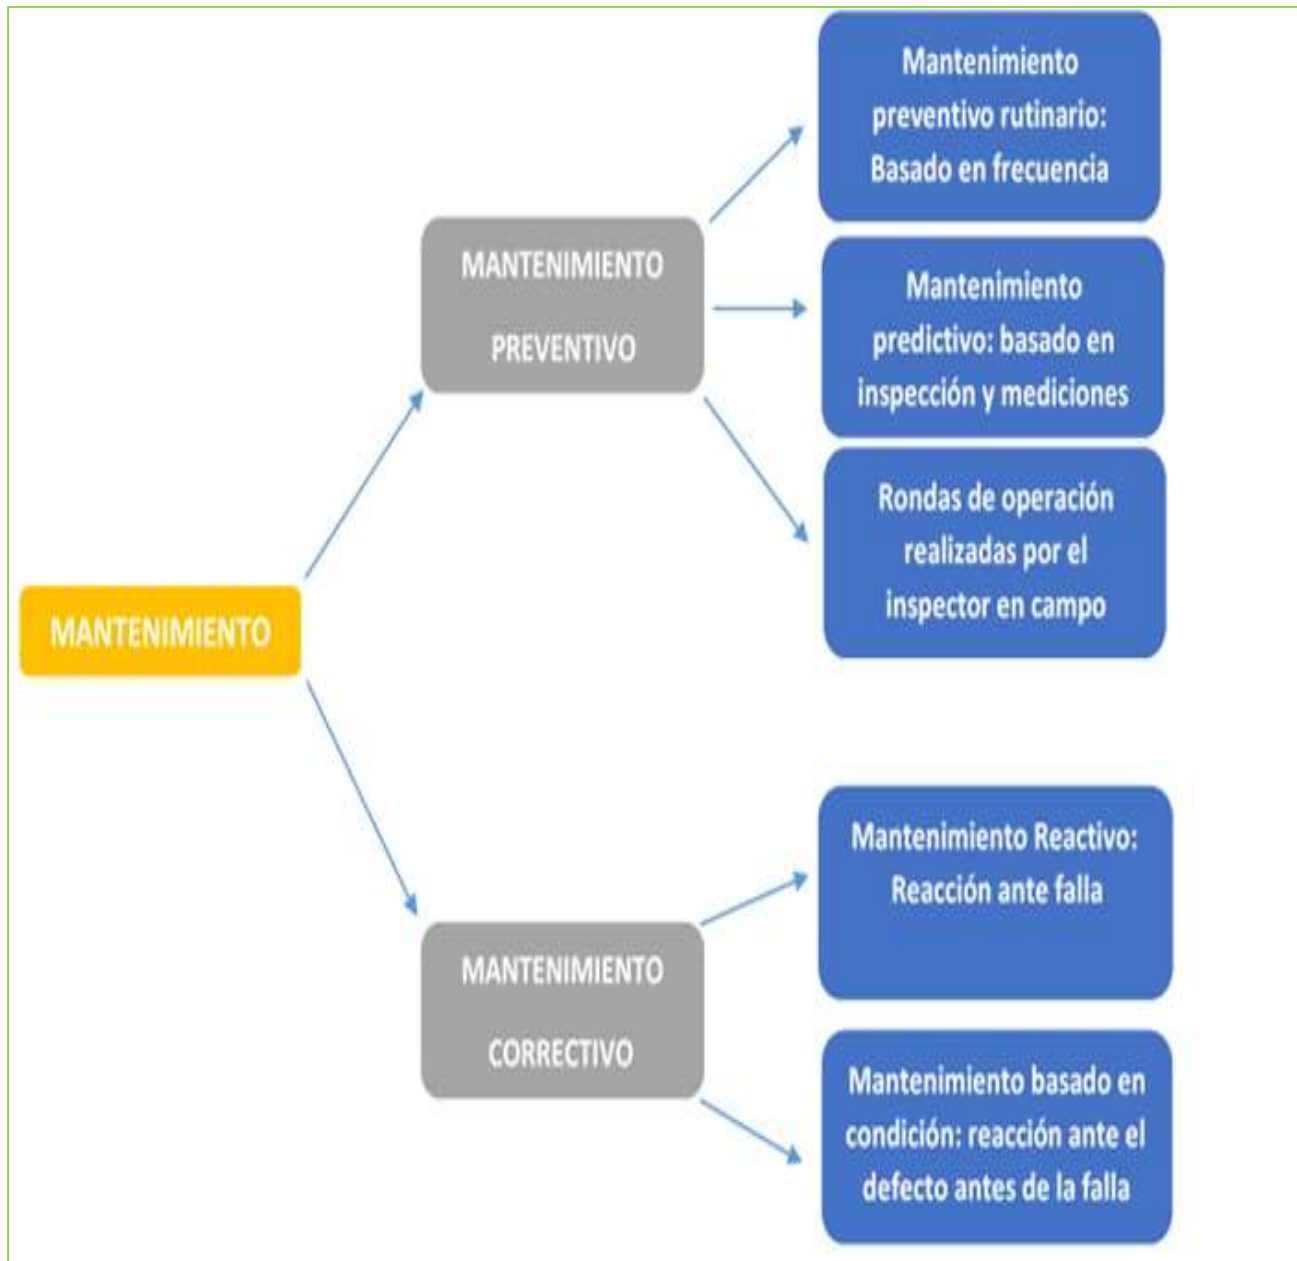 Mantenimiento
preventivo rutinario:
Basado en frecuencia
MANTENIMIENTO
PREVENTIVO
Mantenimiento
predictivo: basado en
inspección y mediciones
Rondas de operación
realizadas por el
inspector en campo
MANTENIMIENTO
Mantenimiento Reactivo:
Reacción ante falla
MANTENIMIENTO
CORRECTIVO
Mantenimiento basado en
condición: reacción ante el
defecto antes de la falla